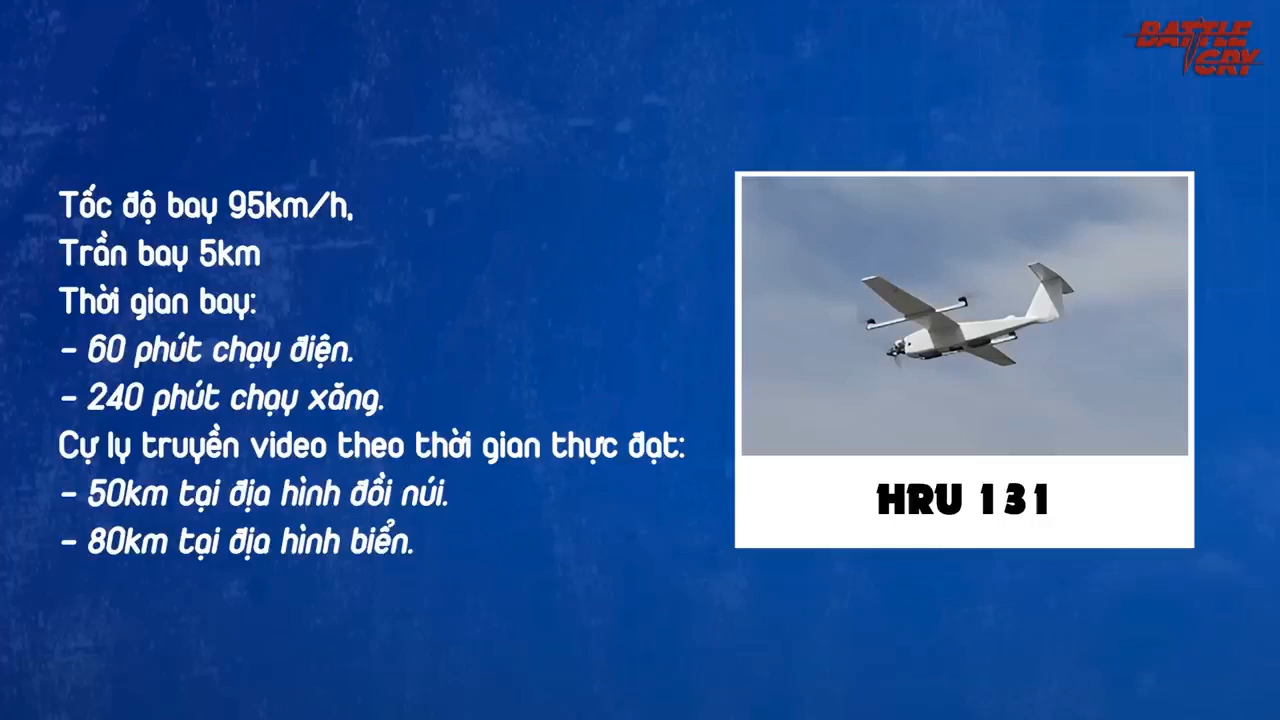 BATTLE
CRY
Tốc độ bay 95km/h,
Trần bay 5km
Thời gian bay:
- 60 phút chạy điện.
- 240 phút chạy xăng.
Cự ly truyền video theo thời gian thực đạt:
- 50km tại địa hình đồi núi.
- 80km tại địa hình biển.
HRU 131